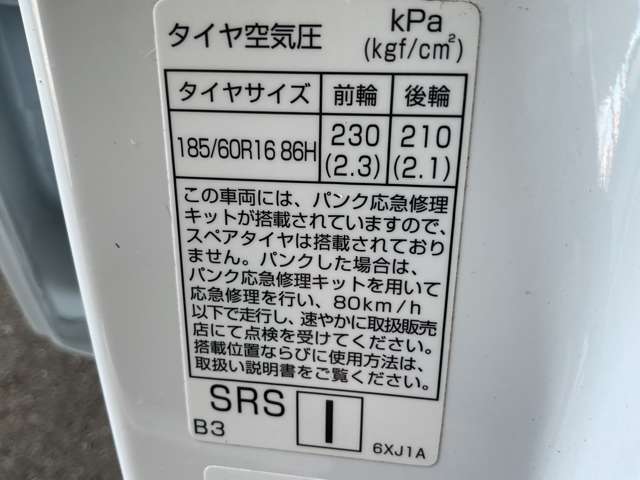 タイヤ空気圧 kPa
(kgf/cm²)
タイヤサイズ 前輪 後輪
185/60R16 86H 230 210
(2.3) (2.1)
この車両には、パンク応急修理
キットが搭載されていますので、
スペアタイヤは搭載されており
ません。パンクした場合は、
パンク応急修理キットを用いて
応急修理を行い、80km/h
以下で走行し、速やかに取扱販売
店にて点検を受けてください。
搭載位置ならびに使用方法は、
取扱い説明書をご覧ください。
SRS I
B3 6XJ1A